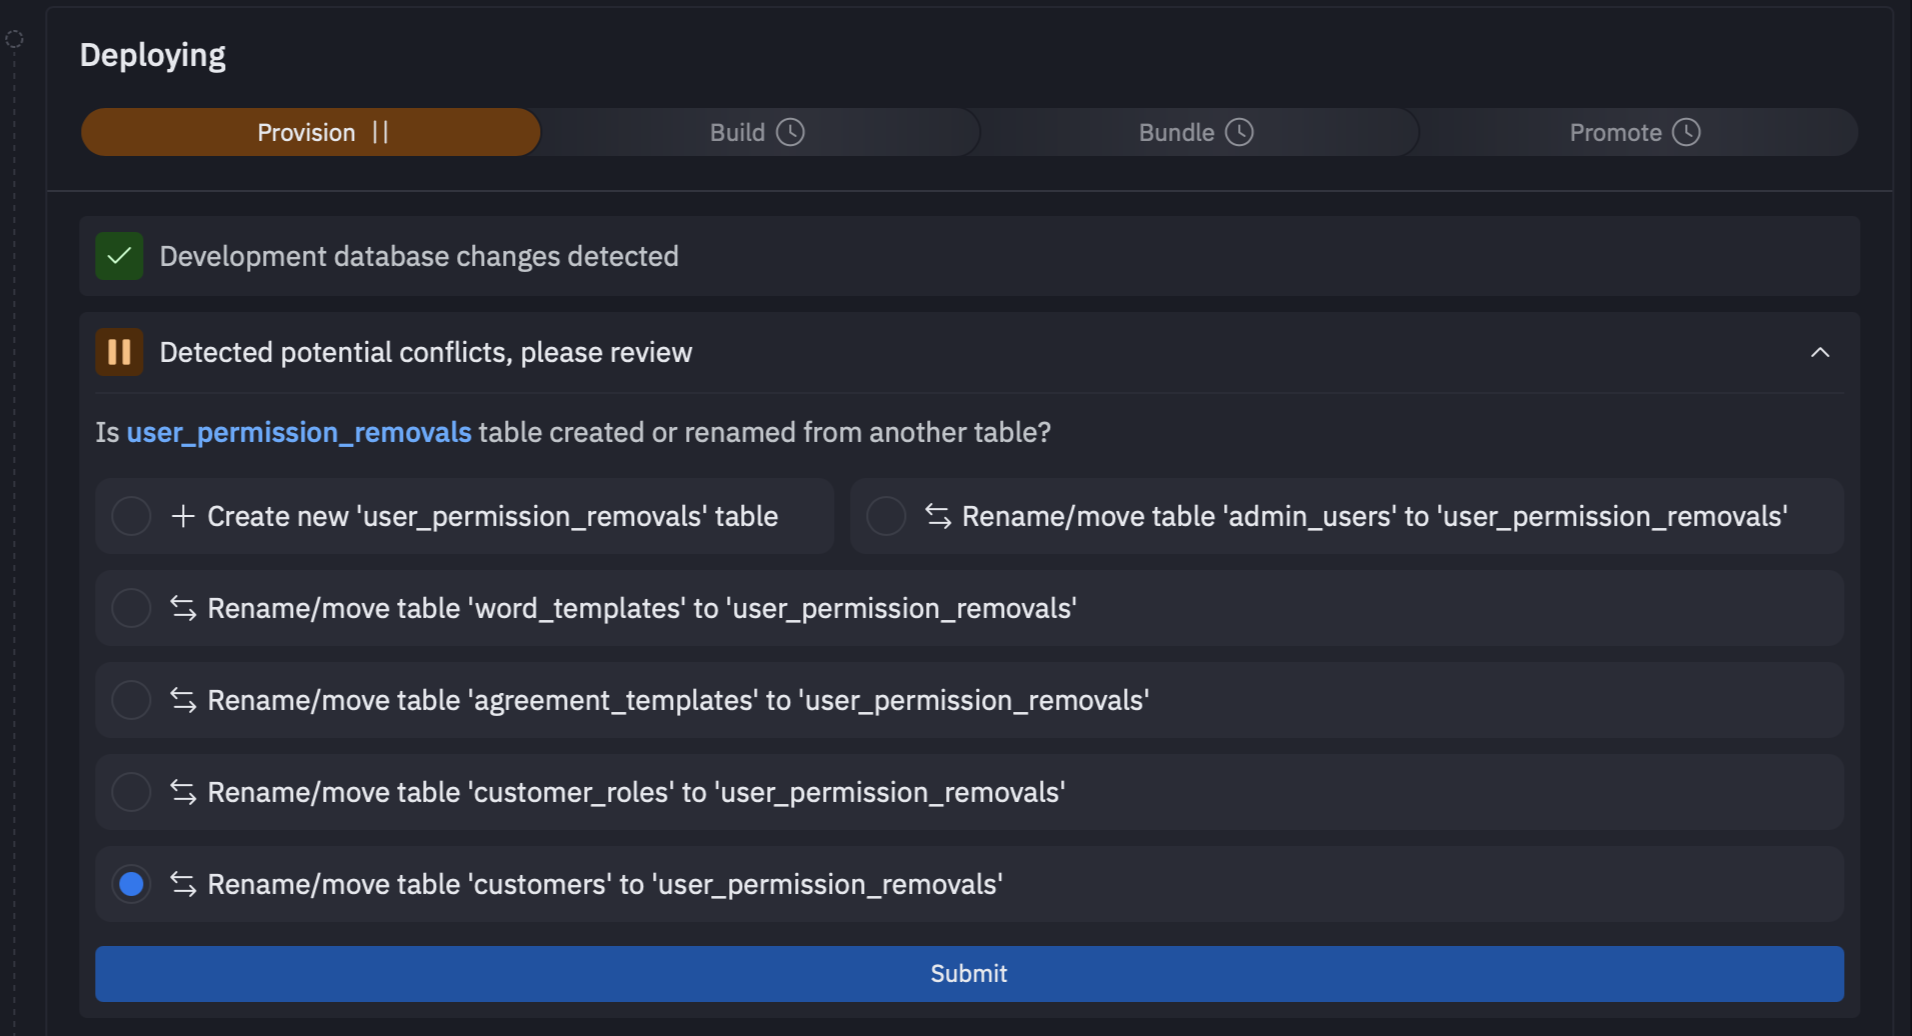 Deploying
Provision
Build
Bundle
Promote
Development database changes detected
Detected potential conflicts, please review
Is user_permission_removals table created or renamed from another table?
Create new 'user_permission_removals' table
Rename/move table 'admin_users' to 'user_permission_removals'
Rename/move table 'word_templates' to 'user_permission_removals'
Rename/move table 'agreement_templates' to 'user_permission_removals'
Rename/move table 'customer_roles' to 'user_permission_removals'
Rename/move table 'customers' to 'user_permission_removals'
Submit